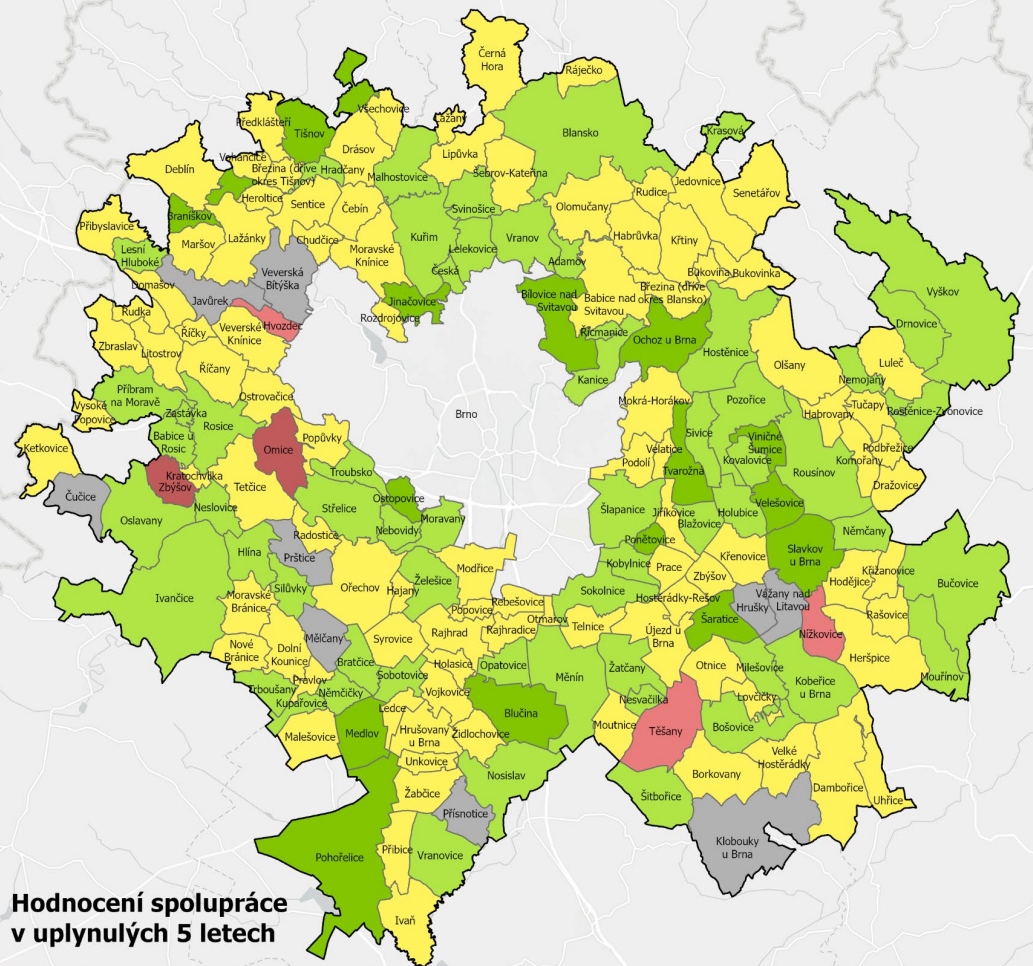 Černá
Hora
Ráječko
Všechovice
Lažany
Předklášteří
Tišnov
Drásov
Blansko
Krasová
Lipůvka
Vohančice
Deblín
Březina (dříve
okres Tišnov)
Hradčany
Malhostovice
Šebrov-Kateřina
Jedovnice
Rudice
Senetářov
Heroltice
Sentice
Čebín
Svinošice
Olomučany
Braníškov
Přibyslavice
Lažánky
Maršov
Chudčice
Kuřim
Lelekovice
Vranov
Habrůvka
Křtiny
Lesní
Hluboké
Moravské
Knínice
Adamov
Veverská
Bítýška
Česká
Bukovina
Bukovinka
Domašov
Březina (dříve
okres Blansko)
Vyškov
Javůrek
Jinačovice
Bílovice nad
Svitavou
Babice nad
Svitavou
Rudka
Rozdrojovice
Hvozdec
Říčky
Veverské
Knínice
Řícmanice
Ochoz u Brna
Drnovice
Zbraslav
Litostrov
Hostěnice
Říčany
Olšany
Luleč
Kanice
Nemojany
Příbram
na Moravě
Ostrovačice
Mokrá-Horákov
Pozořice
Vysoké
Popovice
Zastávka
Rosice
Brno
Habrovany
Tučapy
Rostěnice-Zvonovice
Babice u
Rosic
Popůvky
Sivice
Viničné
Šumice
Ketkovice
Omice
Velatice
Podbřežice
Podolí
Kovalovice
Komořany
Kratochvilka
Troubsko
Tvarožná
Rousínov
Zbýšov
Tetčice
Dražovice
Čučice
Ostopovice
Velešovice
Oslavany
Neslovice
Střelice
Šlapanice
Jiříkovice
Holubice
Moravany
Blažovice
Nebovidy
Němčany
Radostice
Ponětovice
Hlína
Prštice
Křenovice
Slavkov
u Brna
Kobylnice
Prace
Modřice
Zbýšov
Křižanovice
Želešice
Hodějice
Bučovice
Silůvky
Ořechov
Hajany
Sokolnice
Vážany nad
Litavou
Ivančice
Moravské
Bránice
Rebešovice
Hostěrádky-Rešov
Hrušky
Popovice
Rašovice
Otmarov
Šaratice
Mělčany
Syrovice
Rajhrad
Rajhradice
Telnice
Nížkovice
Újezd u
Brna
Nové
Bránice
Dolní
Kounice
Bratčice
Holasice
Opatovice
Žatčany
Otnice
Milešovice
Heršpice
Sobotovice
Měnín
Mouřínov
Pravlov
Kobeřice
u Brna
Trboušany
Němčičky
Vojkovice
Nesvačilka
Lovčičky
Kupařovice
Ledce
Blučina
Moutnice
Bošovice
Malešovice
Medlov
Hrušovany
u Brna
Židlochovice
Těšany
Unkovice
Velké
Hostěrádky
Nosislav
Borkovany
Dambořice
Žabčice
Šitbořice
Uhřice
Přísnotice
Klobouky
u Brna
Přibice
Pohořelice
Vranovice
Ivaň
Hodnocení spolupráce
v uplynulých 5 letech